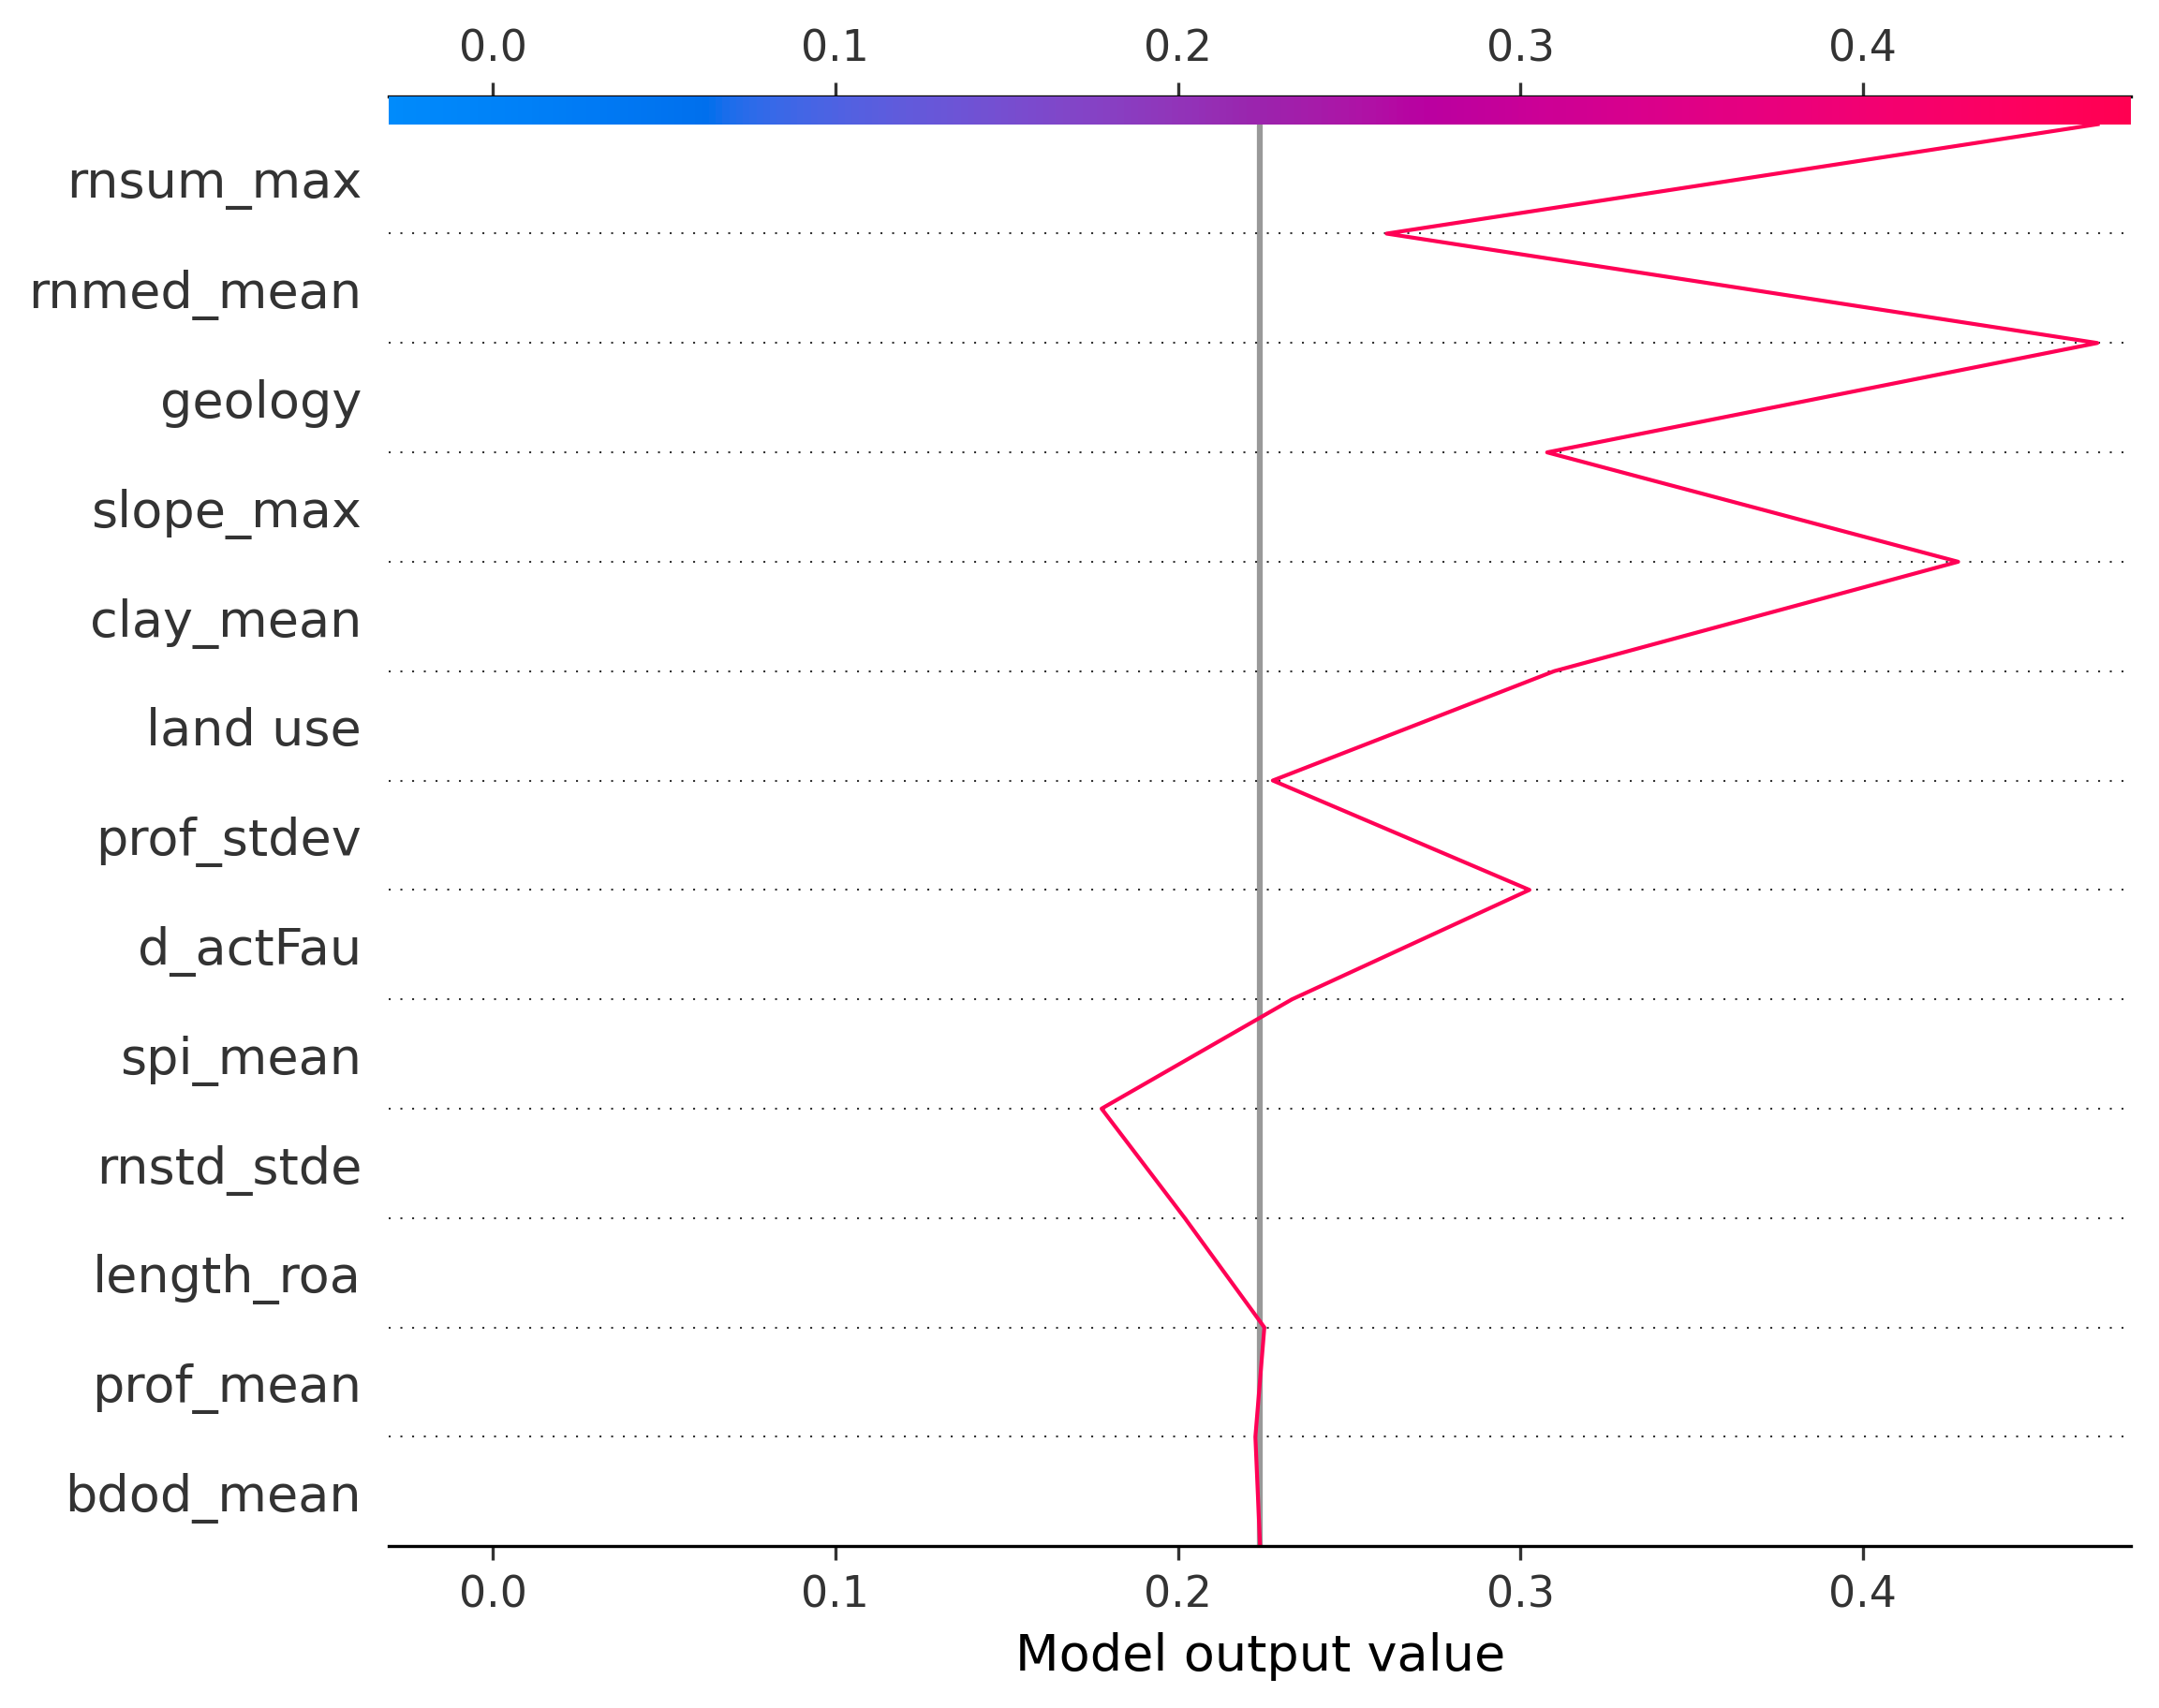 0.0 0.1 0.2 0.3 0.4
rnsum_max
rnmed_mean
geology
slope_max
clay_mean
land use
prof_stdev
d_actFau
spi_mean
rnstd_stde
length_roa
prof_mean
bdod_mean
0.0 0.1 0.2 0.3 0.4
Model output value